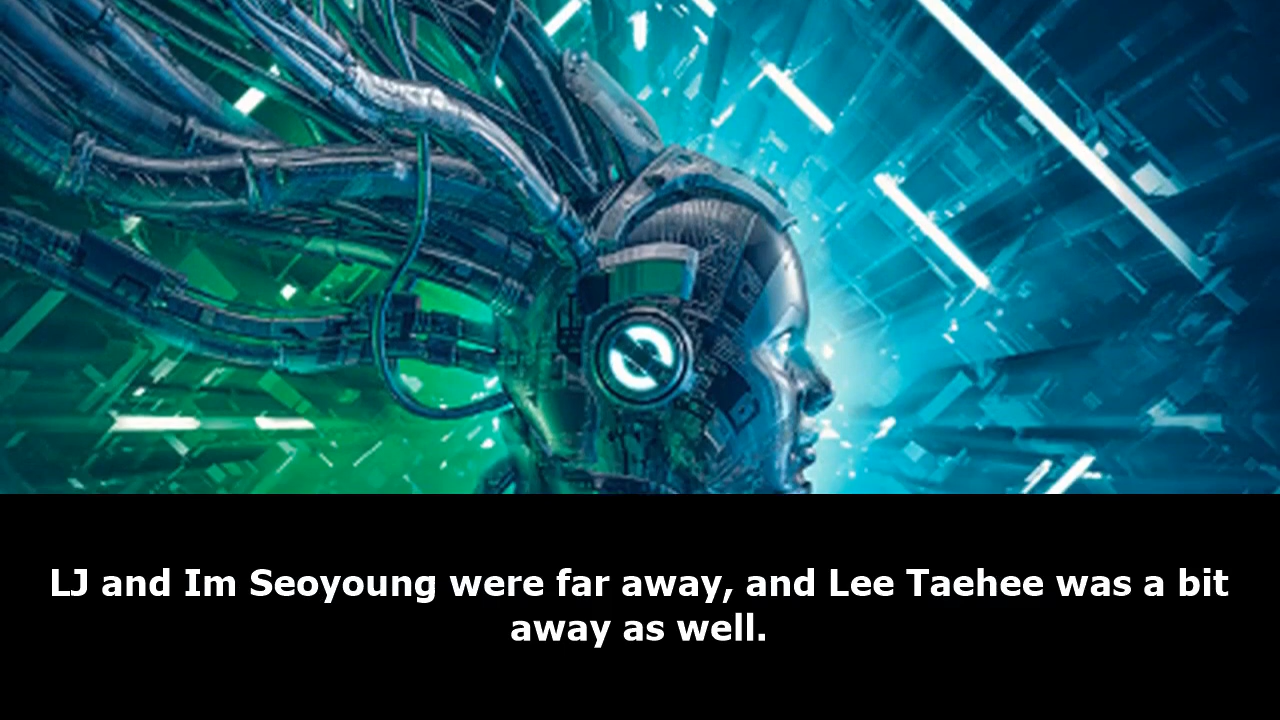 LJ and Im Seoyoung were far away, and Lee Taehee was a bit
away as well.